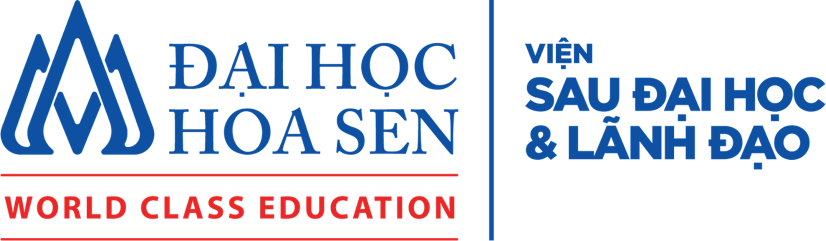 ĐẠI HỌC
HOA SEN
WORLD CLASS EDUCATION
VIỆN
SAU ĐẠI HỌC
& LÃNH ĐẠO